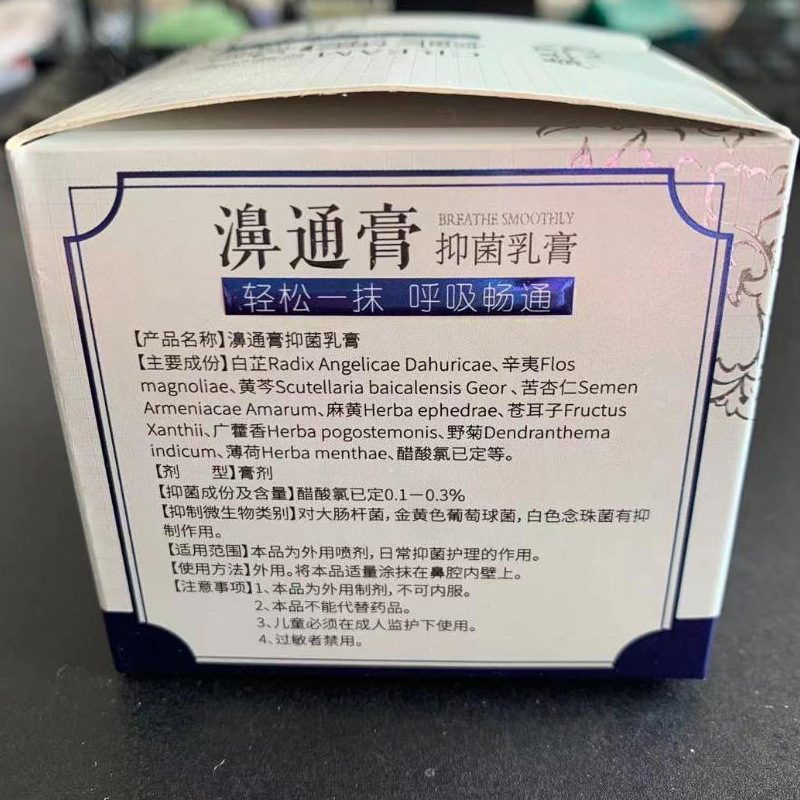 CREAM
濞通膏
BREATHE SMOOTHLY
抑菌乳膏
轻松一抹 呼吸畅通
【产品名称】濞通膏抑菌乳膏
【主要成份】白芷Radix Angelicae Dahuricae、辛夷Flos
magnoliae、黄芩Scutellaria baicalensis Geor、苦杏仁Semen
Armeniacae Amarum、麻黄Herba ephedrae、苍耳子Fructus
Xanthii、广藿香Herba pogostemonis、野菊Dendranthema
indicum、薄荷Herba menthae、醋酸氯已定等。
【剂 型】膏剂
【抑菌成份及含量】醋酸氯已定0.1－0.3%
【抑制微生物类别】对大肠杆菌,金黄色葡萄球菌,白色念珠菌有抑
制作用。
【适用范围】本品为外用喷剂,日常抑菌护理的作用。
【使用方法】外用。将本品适量涂抹在鼻腔内壁上。
【注意事项】1、本品为外用制剂,不可内服。
2、本品不能代替药品。
3、儿童必须在成人监护下使用。
4、过敏者禁用。